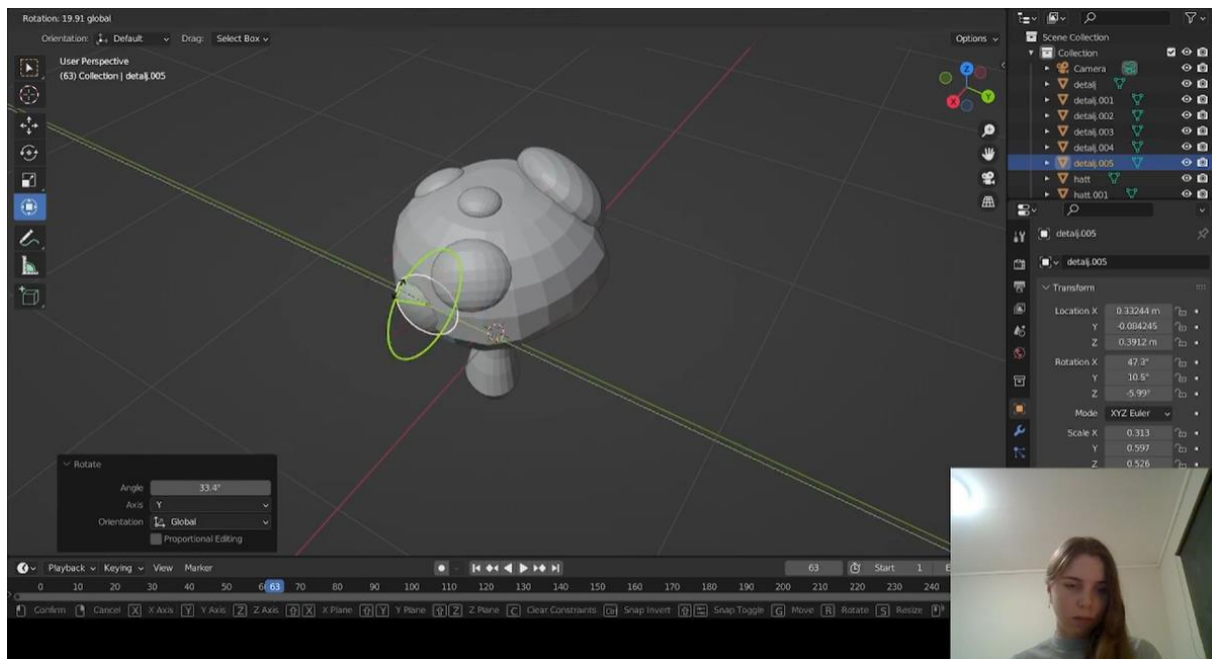 Rotation: 19.91 global
Orientation: Default Drag: Select Box Options
User Perspective
(63) Collection | detalj.005
Z
Y
X
Scene Collection
Collection
Camera
detalj
detalj.001
detalj.002
detalj.003
detalj.004
detalj.005
hatt
hatt.001
detalj.005
detalj.005
Transform
Location X 0.33244 m
Y -0.084245
Z 0.3912 m
Rotation X 47.3°
Y 10.5°
Z -5.99°
Mode XYZ Euler
Scale X 0.313
Y 0.597
Z 0.526
Rotate
Angle 33.4°
Axis Y
Orientation Global
Proportional Editing
Playback Keying View Marker 63 Start 1 E
0 10 20 30 40 50 63 70 80 90 100 110 120 130 140 150 160 170 180 190 200 210 220 230 240
Confirm Cancel X X Axis Y Y Axis Z Z Axis X X Plane Y Y Plane Z Z Plane C Clear Constraints Snap Invert Snap Toggle G Move R Rotate S Resize